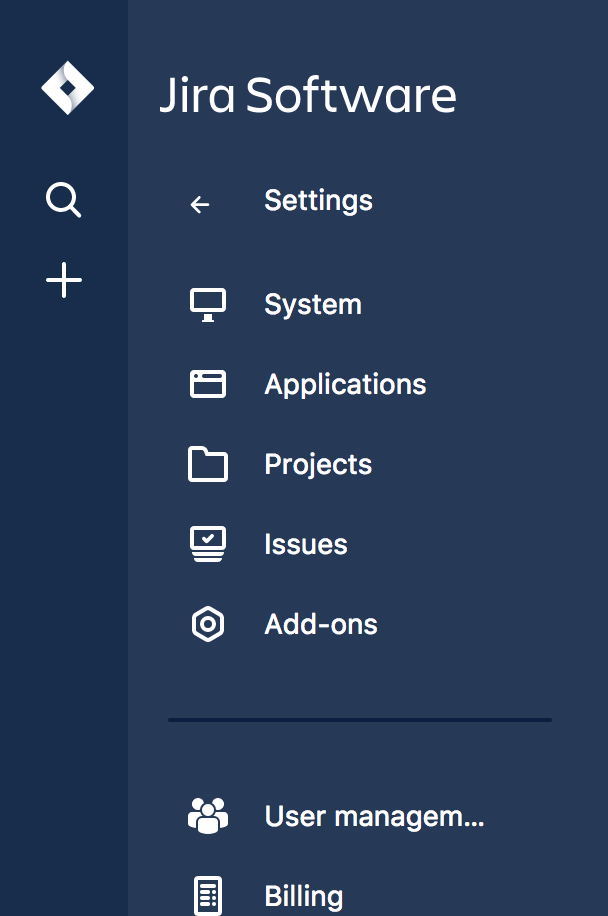 Jira Software
Settings
System
Applications
Projects
Issues
Add-ons
User managem...
Billing